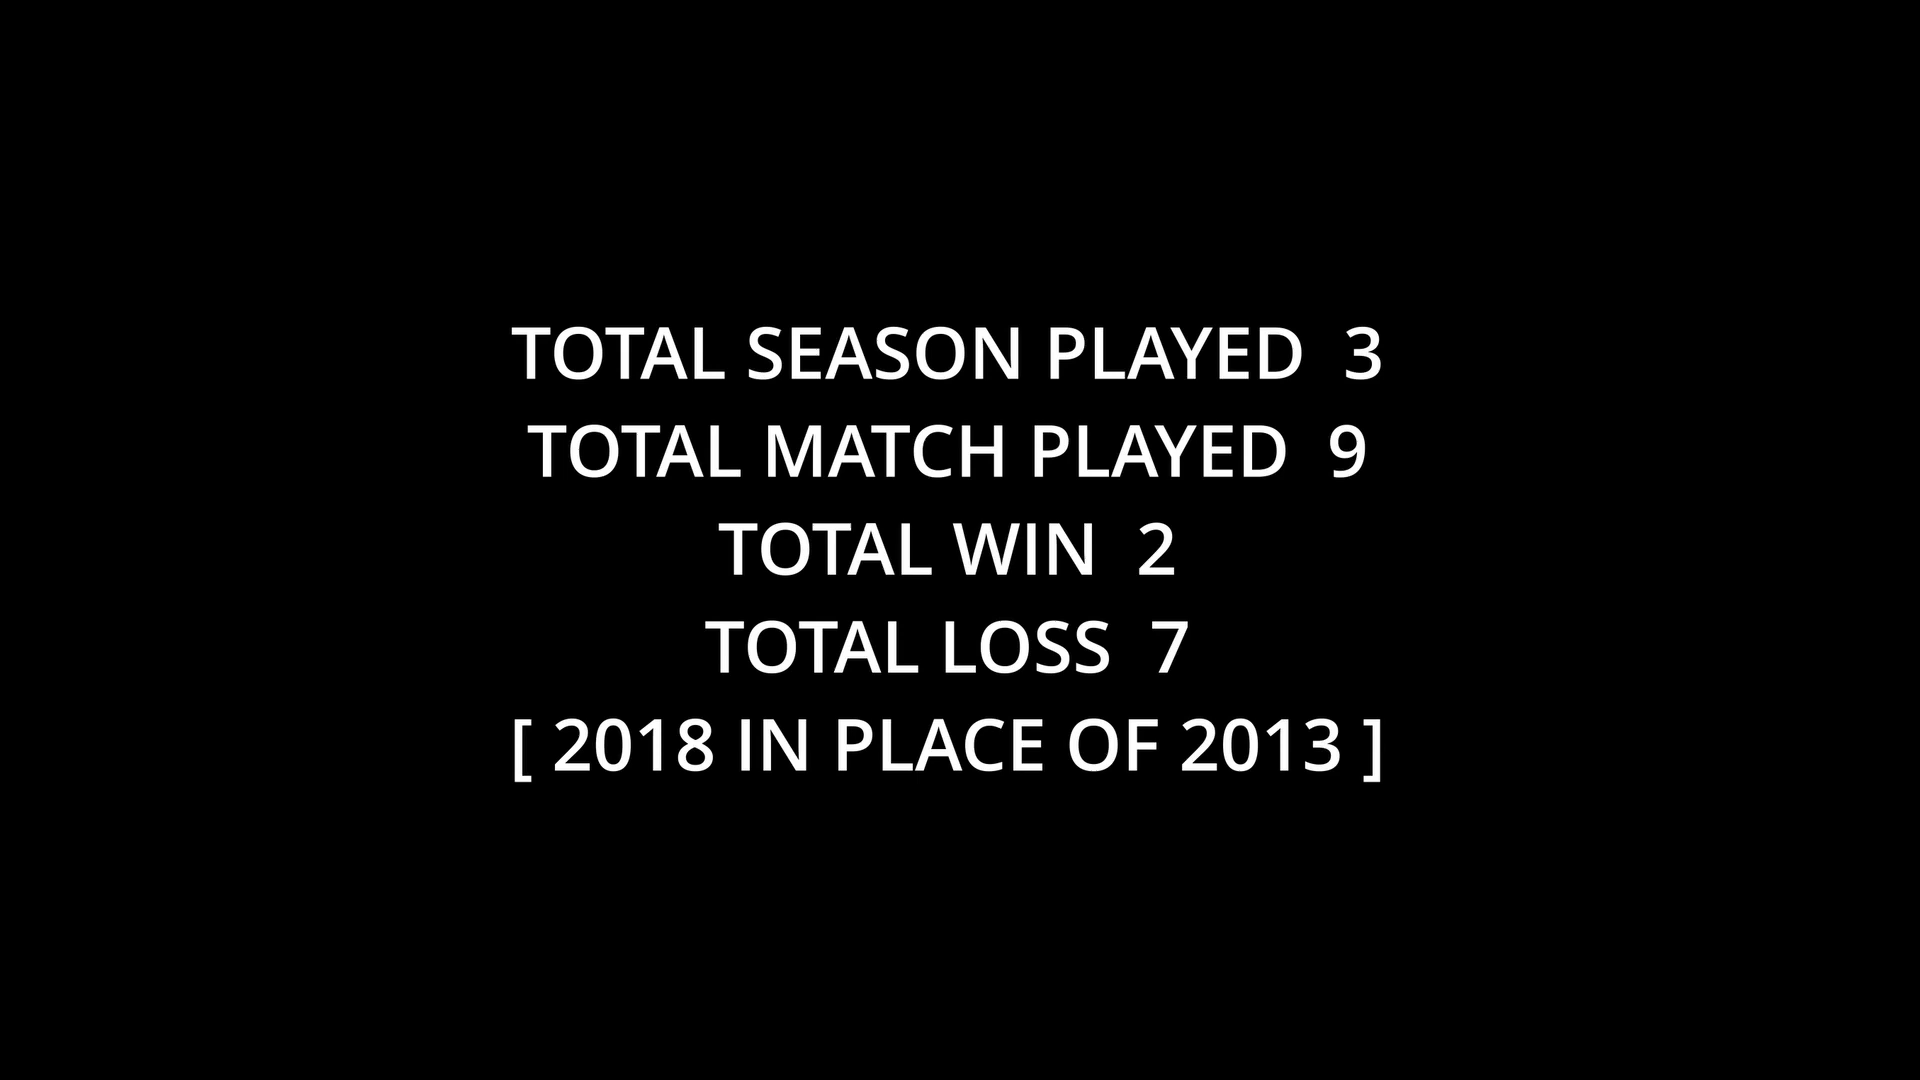 TOTAL SEASON PLAYED  3
TOTAL MATCH PLAYED  9
TOTAL WIN  2
TOTAL LOSS  7
[ 2018 IN PLACE OF 2013 ]